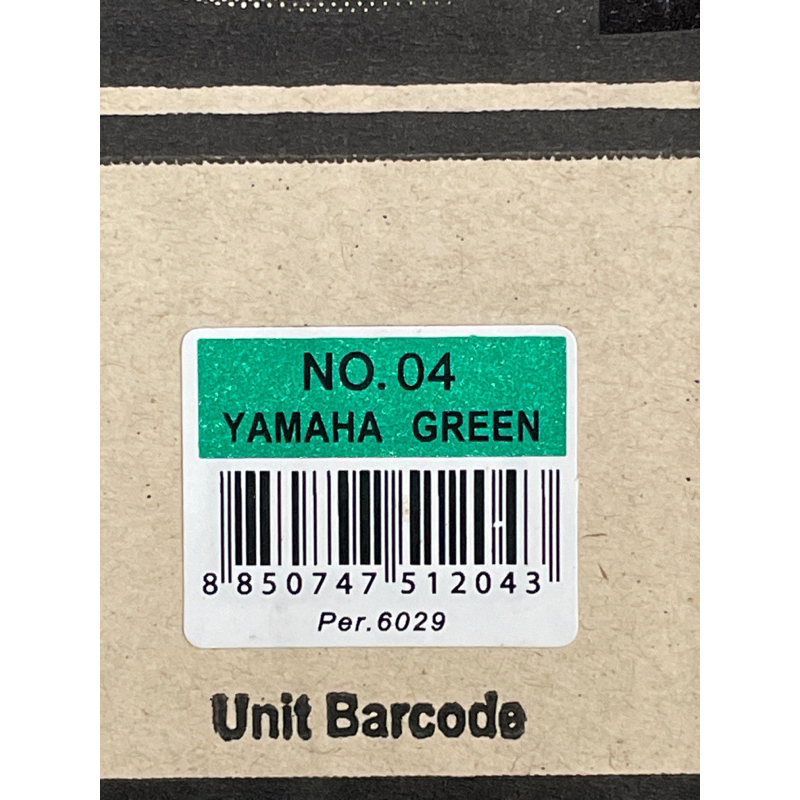 NO. 04
YAMAHA GREEN
8 850747 512043
Per.6029
Unit Barcode